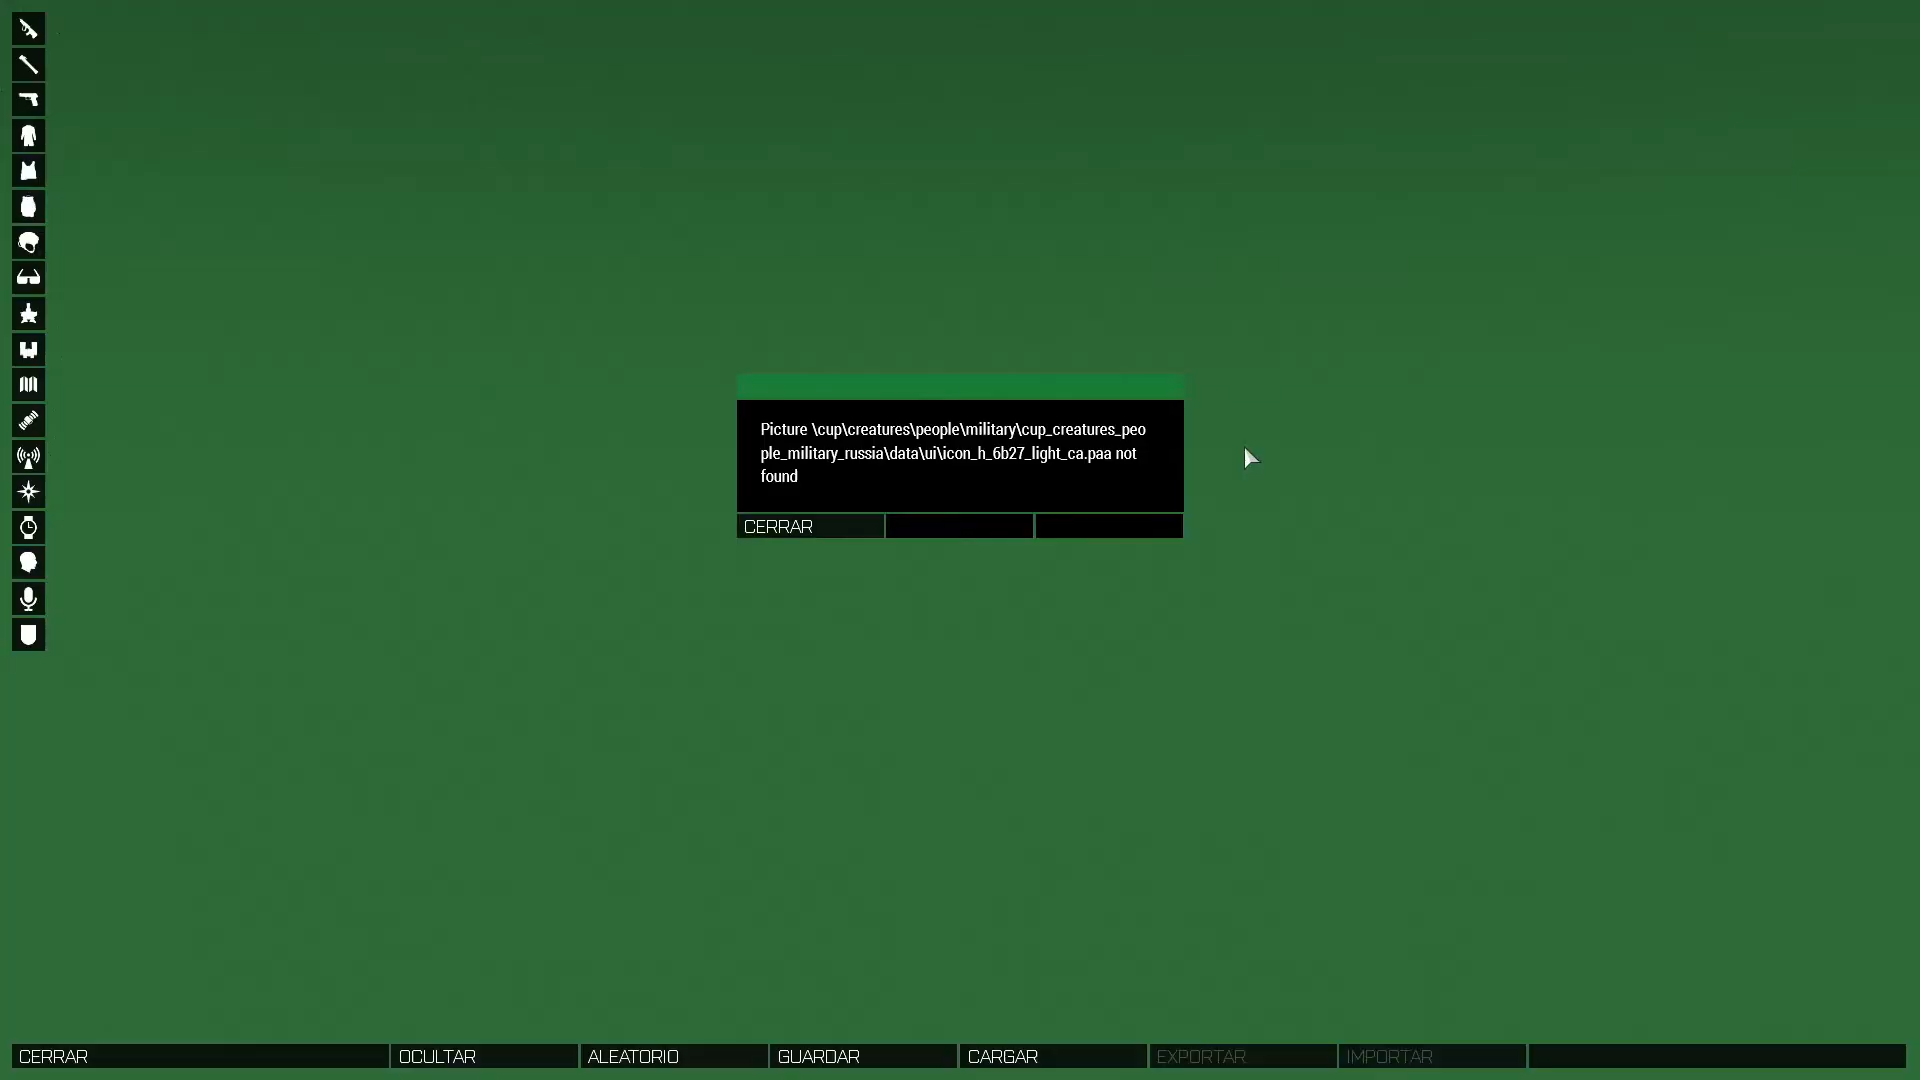 Picture \cup\creatures\people\military\cup_creatures_peo
ple_military_russia\data\ui\icon_h_6b27_light_ca.paa not
found
CERRAR
CERRAR
OCULTAR
ALEATORIO
GUARDAR
CARGAR
EXPORTAR
IMPORTAR